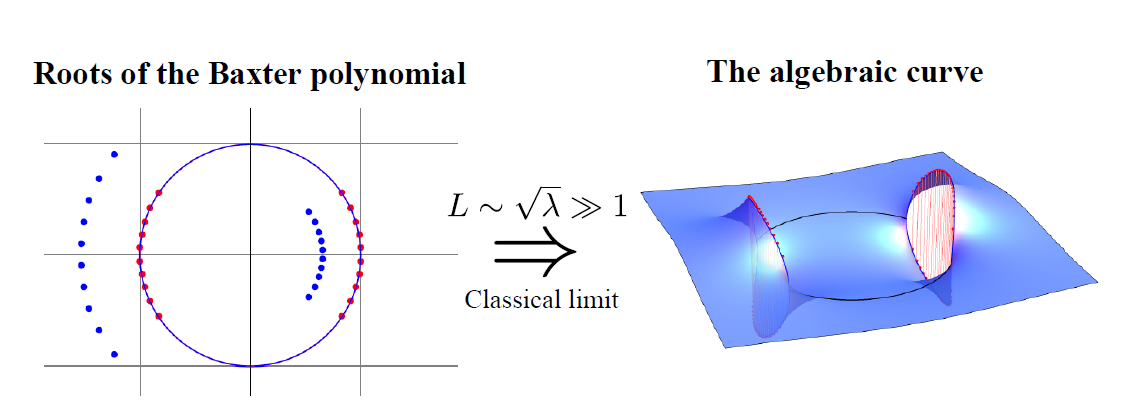 Roots of the Baxter polynomial
The algebraic curve
L ∼ √λ ≫ 1
Classical limit